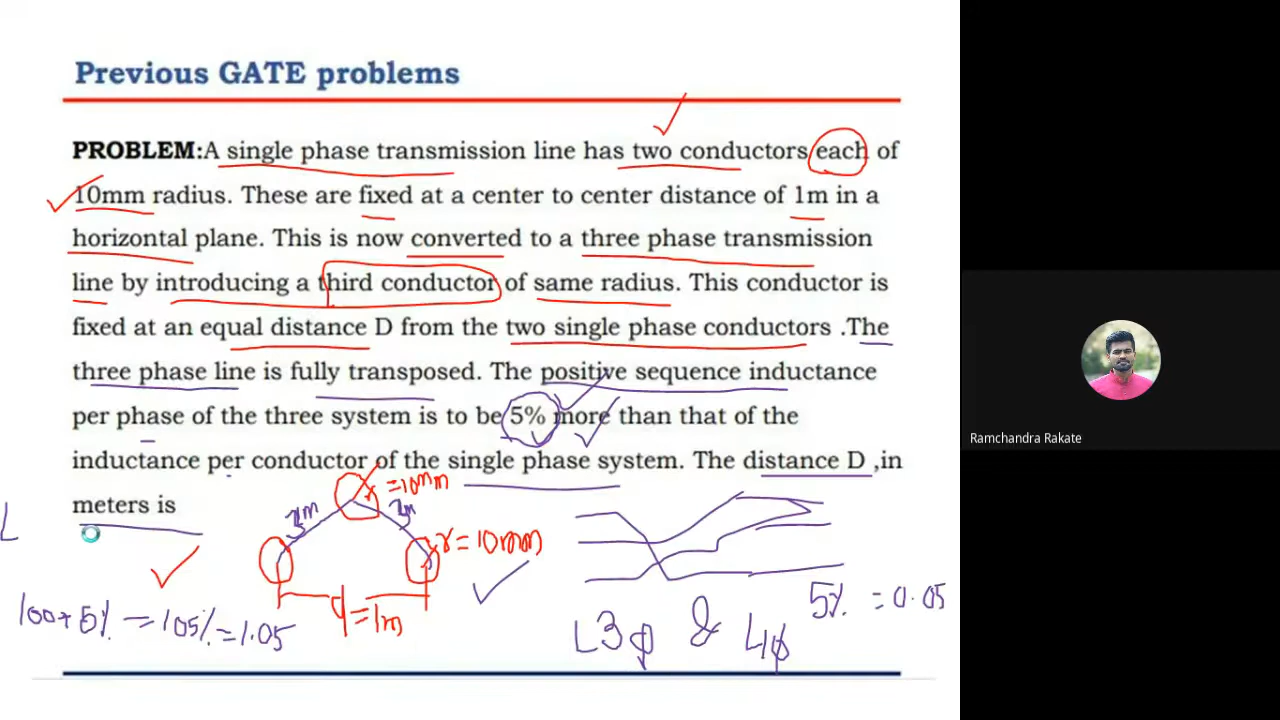 Previous GATE problems
PROBLEM:A single phase transmission line has two conductors each of
10mm radius. These are fixed at a center to center distance of 1m in a
horizontal plane. This is now converted to a three phase transmission
line by introducing a third conductor of same radius. This conductor is
fixed at an equal distance D from the two single phase conductors .The
three phase line is fully transposed. The positive sequence inductance
per phase of the three system is to be 5% more than that of the
inductance per conductor of the single phase system. The distance D ,in
meters is
r = 10mm
r = 10mm
d = 1m
L
100 + 5% = 105% = 1.05
5% = 0.05
L3φ & L1φ
Ramchandra Rakate